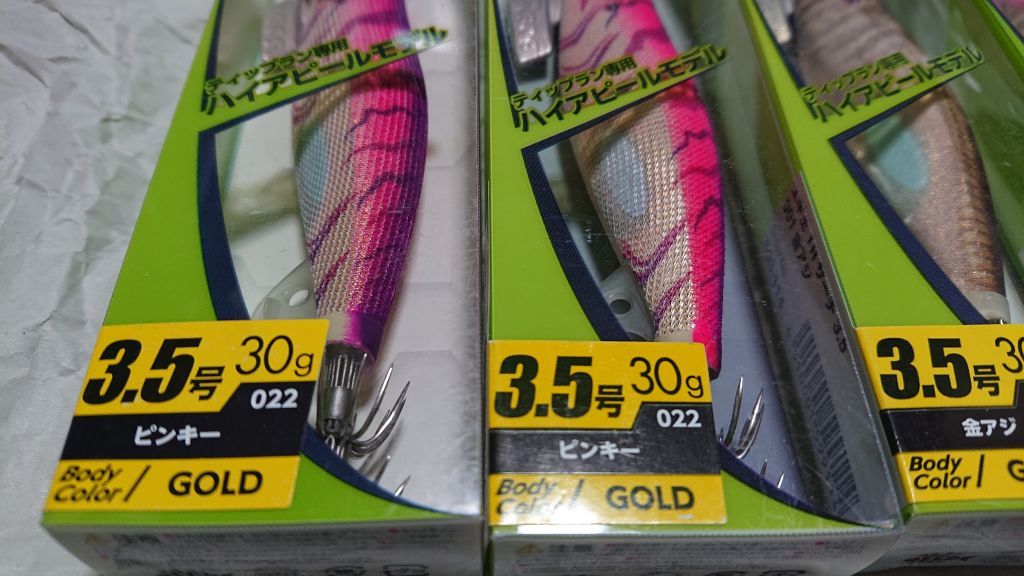 ティップラン専用
ハイアピールモデル
3.5号 30g
022
ピンキー
Body Color/ GOLD
ティップラン専用
ハイアピールモデル
3.5号 30g
022
ピンキー
Body Color/ GOLD
ティップラン専用
ハイアピールモデル
3.5号
金アジ
Body Color/